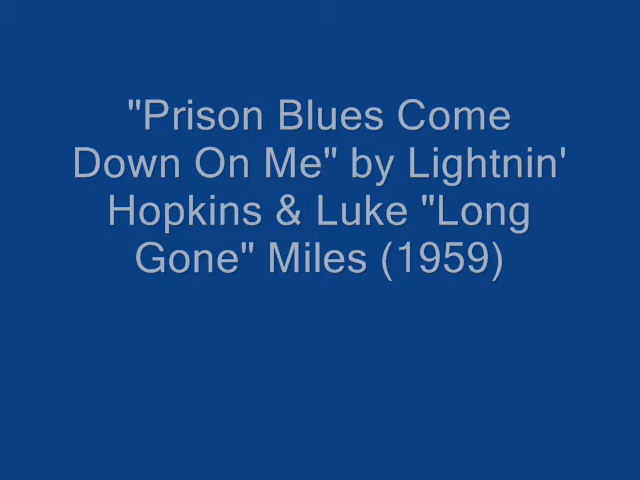 "Prison Blues Come
Down On Me" by Lightnin'
Hopkins & Luke "Long
Gone" Miles (1959)